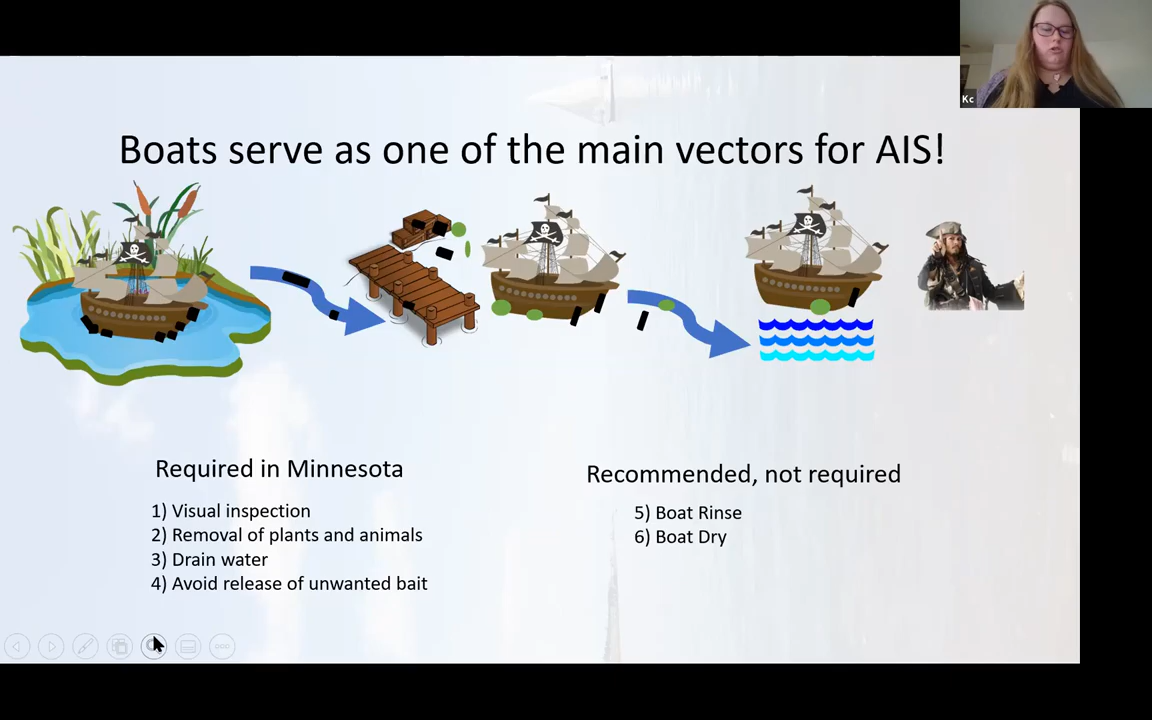 Kc
Boats serve as one of the main vectors for AIS!
Required in Minnesota
1) Visual inspection
2) Removal of plants and animals
3) Drain water
4) Avoid release of unwanted bait
Recommended, not required
5) Boat Rinse
6) Boat Dry